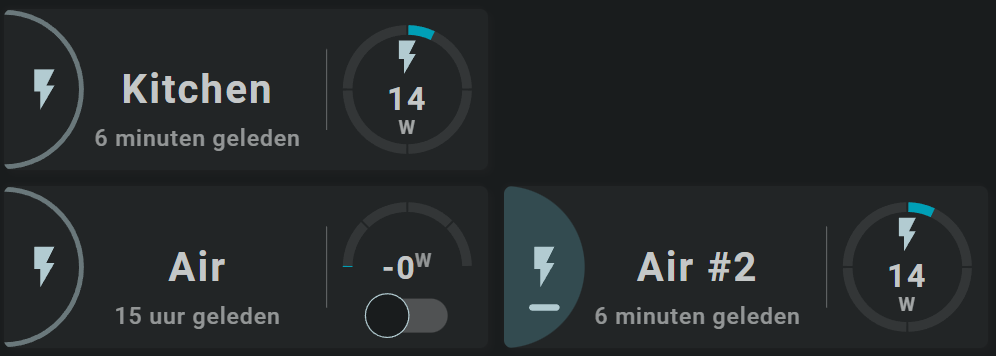 Kitchen
6 minuten geleden
14
W
Air
15 uur geleden
-0W
Air #2
6 minuten geleden
14
W